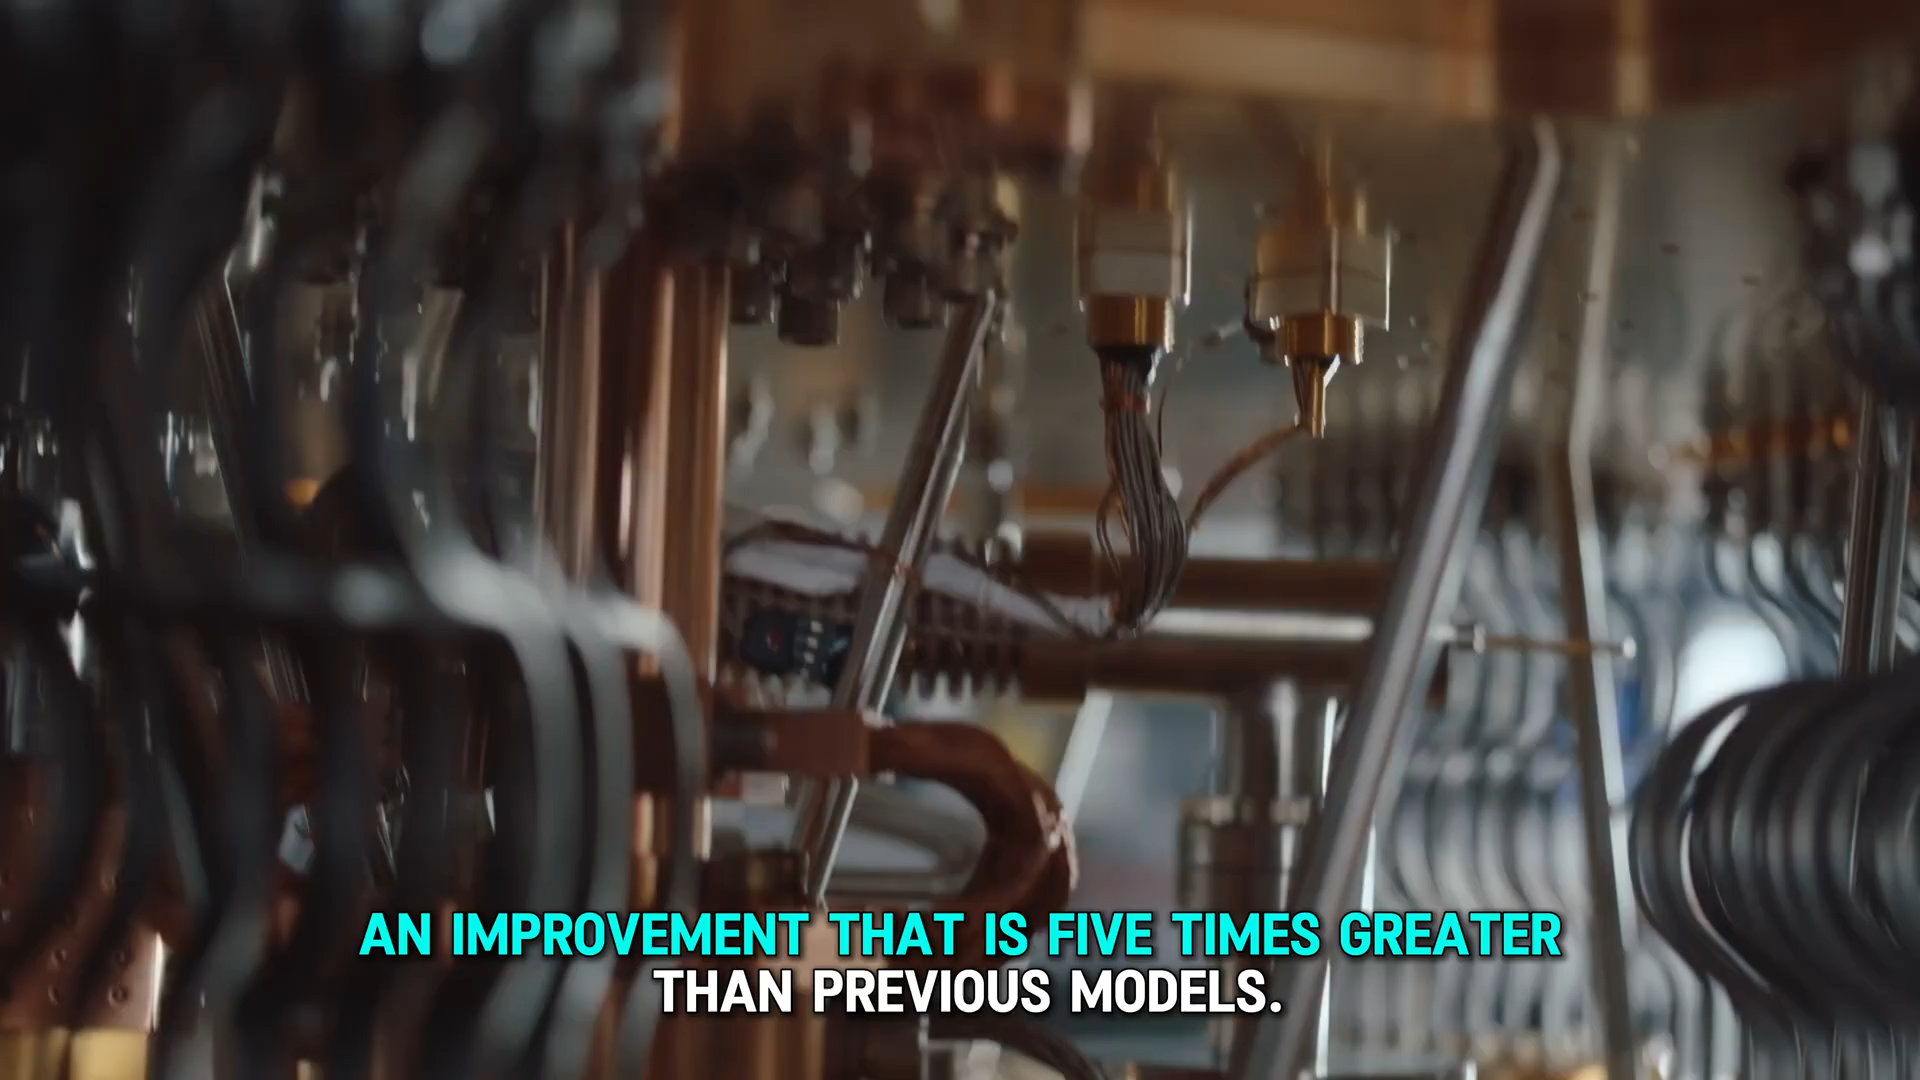 AN IMPROVEMENT THAT IS FIVE TIMES GREATER
THAN PREVIOUS MODELS.